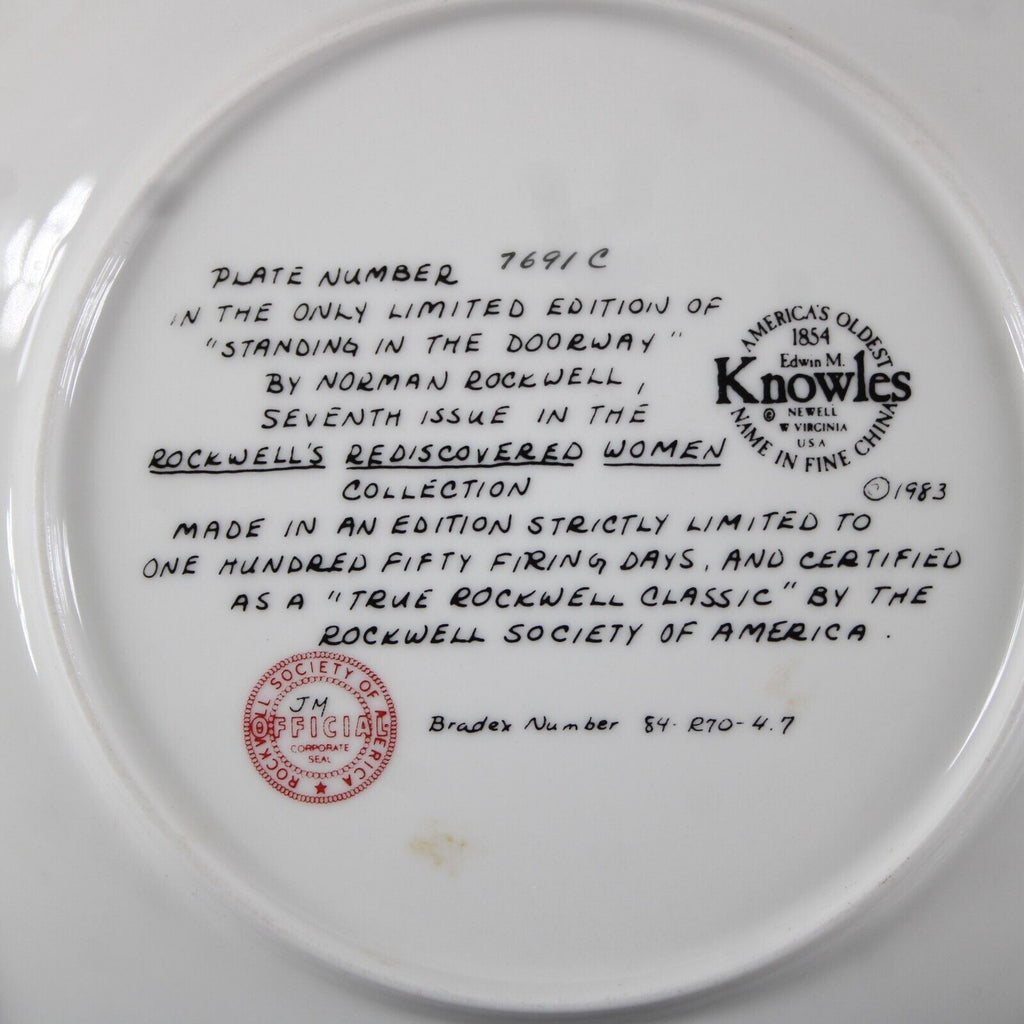 PLATE NUMBER 7691 C
IN THE ONLY LIMITED EDITION OF
"STANDING IN THE DOORWAY"
BY NORMAN ROCKWELL,
SEVENTH ISSUE IN THE
ROCKWELL'S REDISCOVERED WOMEN
COLLECTION
AMERICA'S OLDEST
1854
Edwin M.
Knowles
© NEWELL
W VIRGINIA
USA
NAME IN FINE CHINA
©1983
MADE IN AN EDITION STRICTLY LIMITED TO
ONE HUNDRED FIFTY FIRING DAYS, AND CERTIFIED
AS A "TRUE ROCKWELL CLASSIC" BY THE
ROCKWELL SOCIETY OF AMERICA.
ROCKWELL SOCIETY OF AMERICA
JM
OFFICIAL
CORPORATE
SEAL
Bradex Number 84-R70-4.7